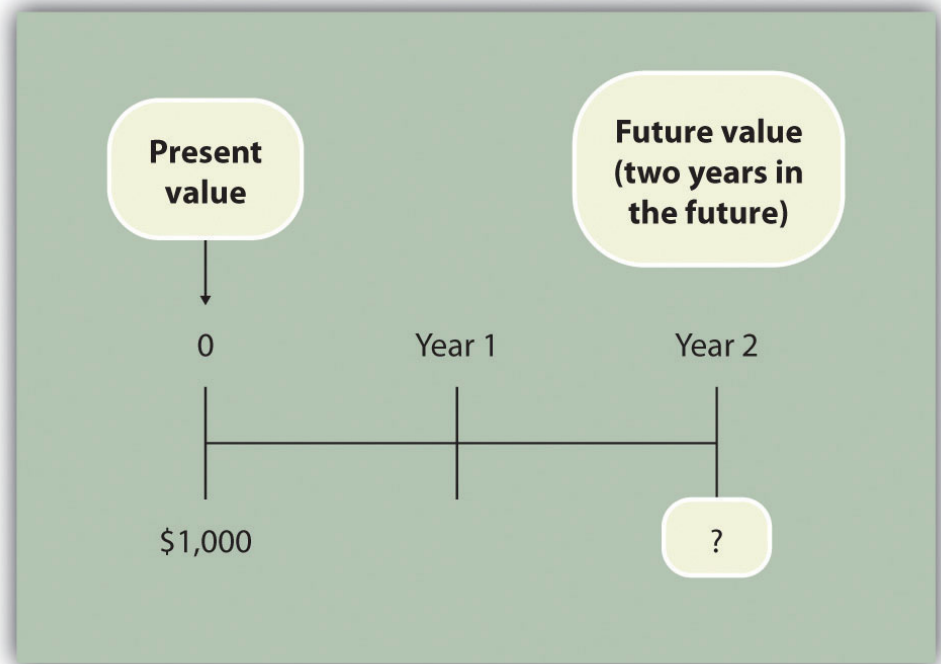 Present
value
Future value
(two years in
the future)
0
Year 1
Year 2
$1,000
?